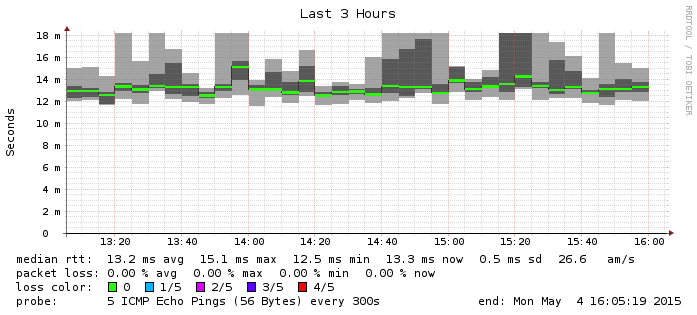 Last 3 Hours
RRDTOOL / TOBI OETIKER
Seconds
18 m
16 m
14 m
12 m
10 m
8 m
6 m
4 m
2 m
0
13:20 13:40 14:00 14:20 14:40 15:00 15:20 15:40 16:00
median rtt: 13.2 ms avg 15.1 ms max 12.5 ms min 13.3 ms now 0.5 ms sd 26.6 am/s
packet loss: 0.00 % avg 0.00 % max 0.00 % min 0.00 % now
loss color: 0 1/5 2/5 3/5 4/5
probe: 5 ICMP Echo Pings (56 Bytes) every 300s end: Mon May 4 16:05:19 2015